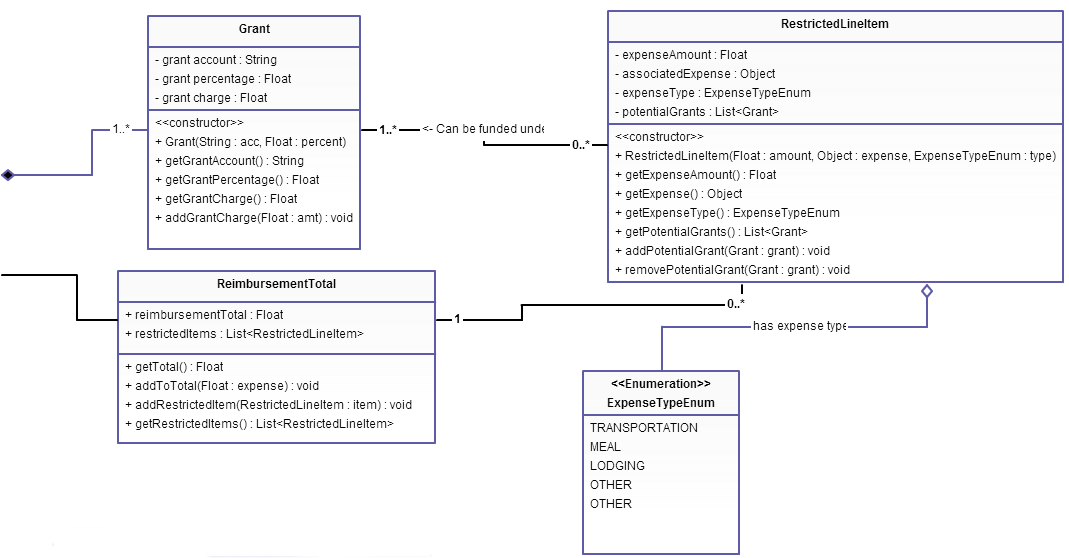 Grant
- grant account : String
- grant percentage : Float
- grant charge : Float
<<constructor>>
+ Grant(String : acc, Float : percent)
+ getGrantAccount() : String
+ getGrantPercentage() : Float
+ getGrantCharge() : Float
+ addGrantCharge(Float : amt) : void
1..*
1..*
<- Can be funded unde
0..*
RestrictedLineItem
- expenseAmount : Float
- associatedExpense : Object
- expenseType : ExpenseTypeEnum
- potentialGrants : List<Grant>
<<constructor>>
+ RestrictedLineItem(Float : amount, Object : expense, ExpenseTypeEnum : type)
+ getExpenseAmount() : Float
+ getExpense() : Object
+ getExpenseType() : ExpenseTypeEnum
+ getPotentialGrants() : List<Grant>
+ addPotentialGrant(Grant : grant) : void
+ removePotentialGrant(Grant : grant) : void
ReimbursementTotal
+ reimbursementTotal : Float
+ restrictedItems : List<RestrictedLineItem>
+ getTotal() : Float
+ addToTotal(Float : expense) : void
+ addRestrictedItem(RestrictedLineItem : item) : void
+ getRestrictedItems() : List<RestrictedLineItem>
1
0..*
has expense type
<<Enumeration>>
ExpenseTypeEnum
TRANSPORTATION
MEAL
LODGING
OTHER
OTHER